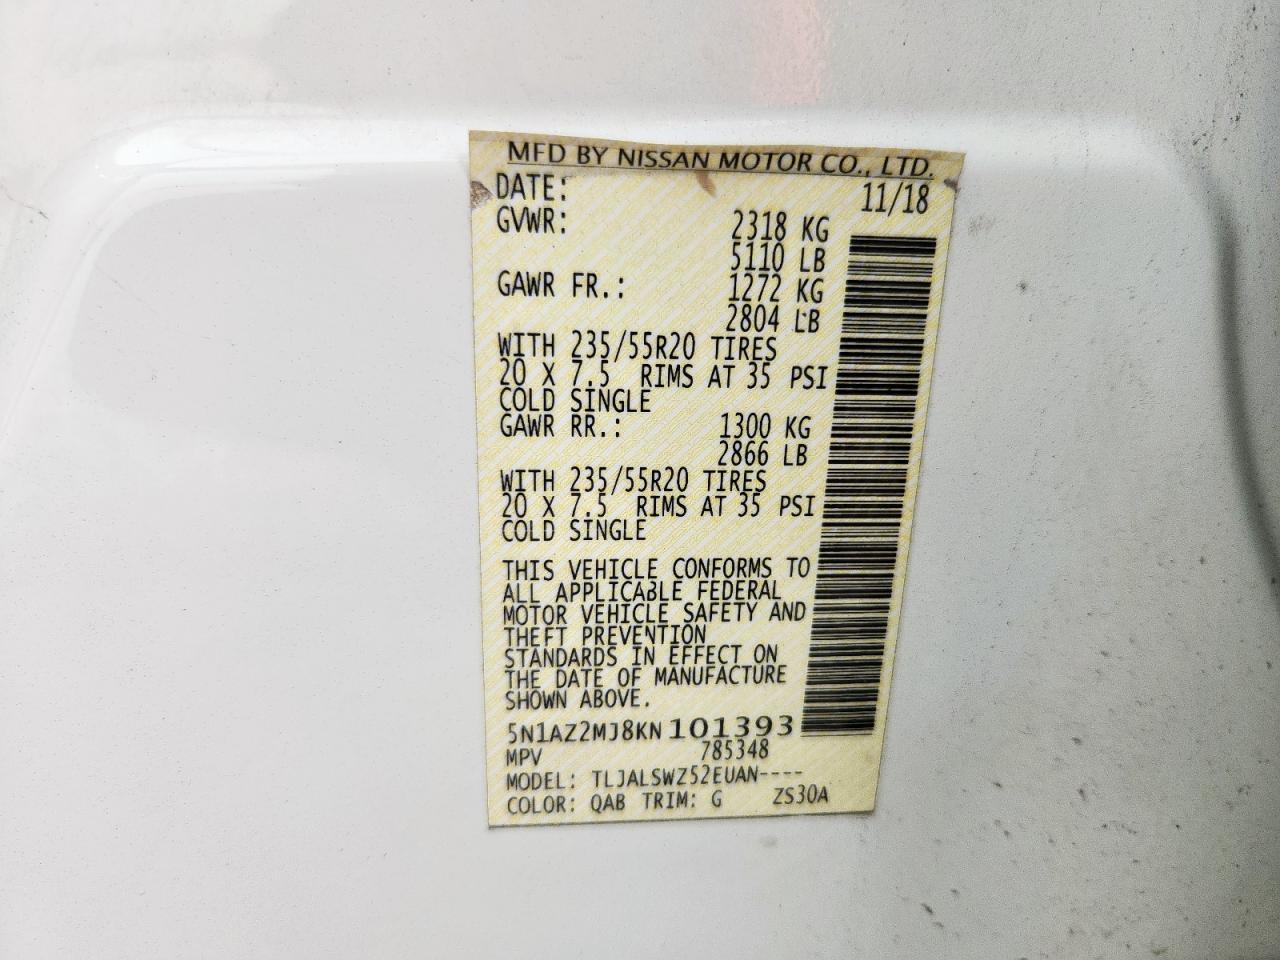 MFD BY NISSAN MOTOR CO., LTD.
DATE: 11/18
GVWR: 2318 KG
5110 LB
GAWR FR.: 1272 KG
2804 LB
WITH 235/55R20 TIRES
20 X 7.5 RIMS AT 35 PSI
COLD SINGLE
GAWR RR.: 1300 KG
2866 LB
WITH 235/55R20 TIRES
20 X 7.5 RIMS AT 35 PSI
COLD SINGLE
THIS VEHICLE CONFORMS TO
ALL APPLICABLE FEDERAL
MOTOR VEHICLE SAFETY AND
THEFT PREVENTION
STANDARDS IN EFFECT ON
THE DATE OF MANUFACTURE
SHOWN ABOVE.
5N1AZ2MJ8KN101393
MPV 785348
MODEL: TLJALSWZ52EUAN----
COLOR: QAB TRIM: G ZS30A